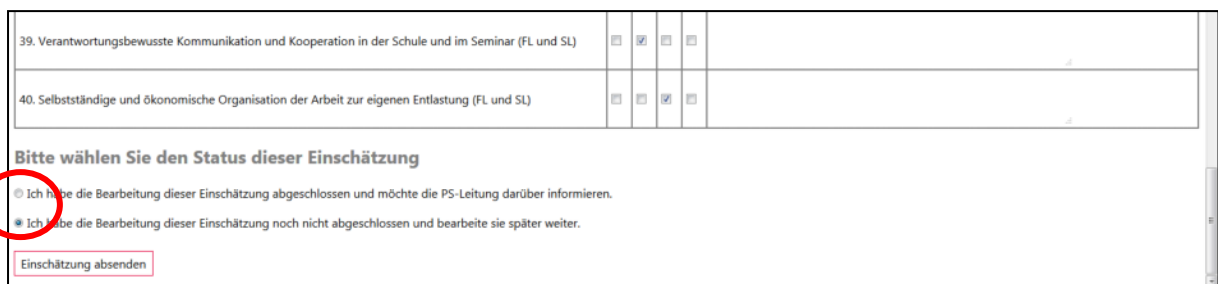 39. Verantwortungsbewusste Kommunikation und Kooperation in der Schule und im Seminar (FL und SL)
40. Selbstständige und ökonomische Organisation der Arbeit zur eigenen Entlastung (FL und SL)
Bitte wählen Sie den Status dieser Einschätzung
Ich habe die Bearbeitung dieser Einschätzung abgeschlossen und möchte die PS-Leitung darüber informieren.
Ich habe die Bearbeitung dieser Einschätzung noch nicht abgeschlossen und bearbeite sie später weiter.
Einschätzung absenden